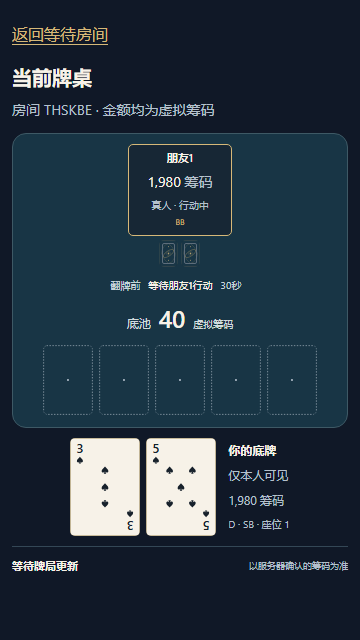 返回等待房间
当前牌桌
房间 THSKBE · 金额均为虚拟筹码
朋友1
1,980 筹码
真人 · 行动中
BB
翻牌前 等待朋友1行动 30秒
底池 40 虚拟筹码
3
3
5
5
你的底牌
仅本人可见
1,980 筹码
D · SB · 座位 1
等待牌局更新
以服务器确认的筹码为准